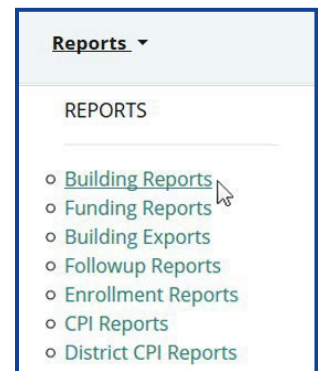 Reports
REPORTS
Building Reports
Funding Reports
Building Exports
Followup Reports
Enrollment Reports
CPI Reports
District CPI Reports